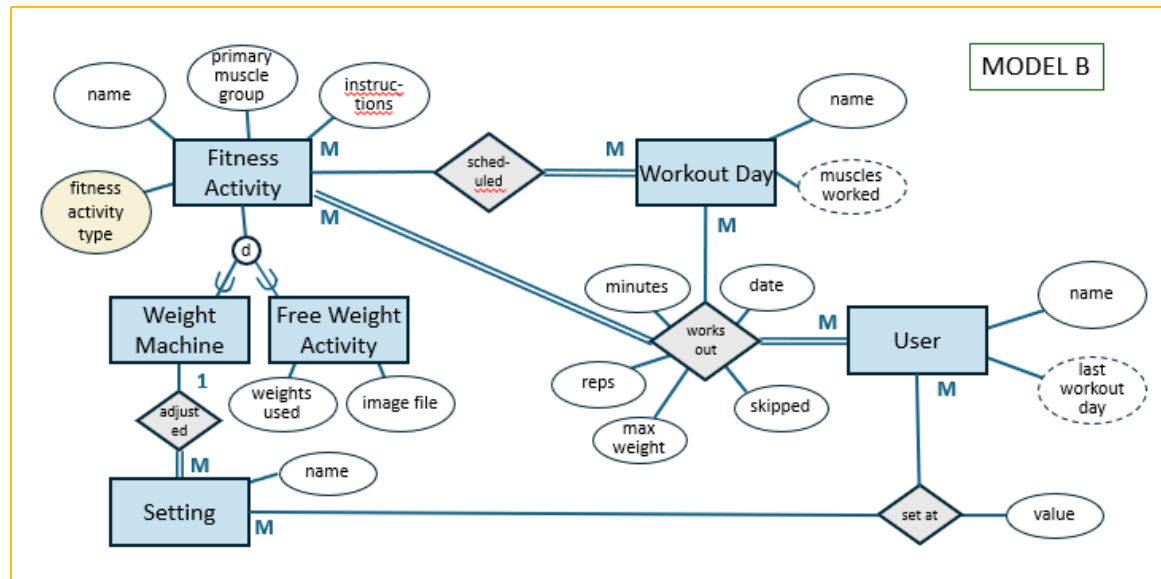 MODEL B
primary
muscle
group
name
instruc-
tions
name
Fitness
Activity
M
sched-
uled
M
Workout Day
muscles
worked
fitness
activity
type
M
M
d
minutes
date
name
Weight
Machine
Free Weight
Activity
works
out
M
User
1
weights
used
image file
reps
skipped
M
last
workout
day
adjust
ed
max
weight
M
name
Setting
M
set at
value